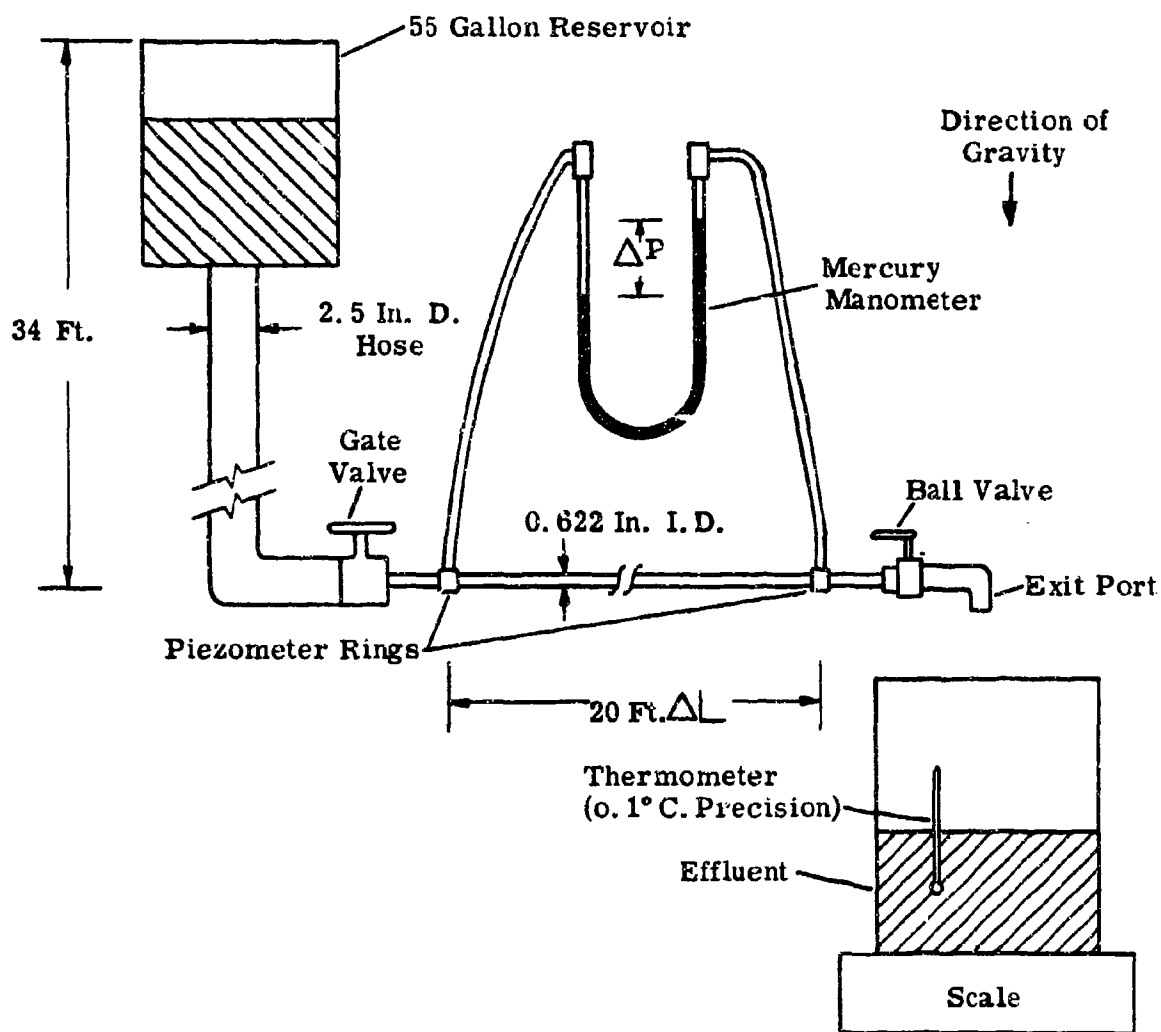 55 Gallon Reservoir
Direction of
Gravity
ΔP
Mercury
Manometer
34 Ft.
2.5 In. D.
Hose
Gate
Valve
Ball Valve
0.622 In. I.D.
Exit Port
Piezometer Rings
20 Ft. ΔL
Thermometer
(o.1° C. Precision)
Effluent
Scale